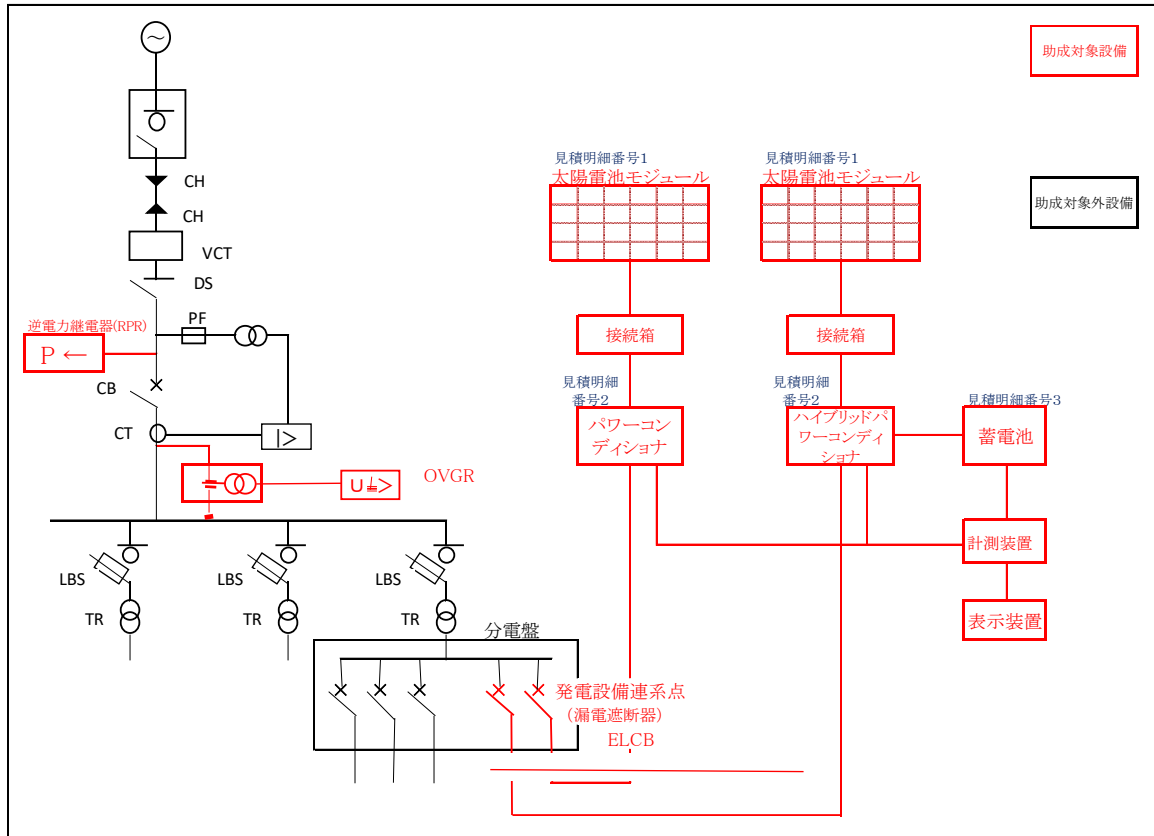 助成対象設備
助成対象外設備
CH
CH
VCT
DS
逆電力継電器(RPR)
P ←
PF
CB
CT
I>
OVGR
U⏚>
LBS
LBS
LBS
TR
TR
TR
分電盤
発電設備連系点
(漏電遮断器)
ELCB
見積明細番号1
太陽電池モジュール
接続箱
見積明細
番号2
パワーコン
ディショナ
見積明細番号1
太陽電池モジュール
接続箱
見積明細
番号2
ハイブリッドパ
ワーコンディ
ショナ
見積明細番号3
蓄電池
計測装置
表示装置